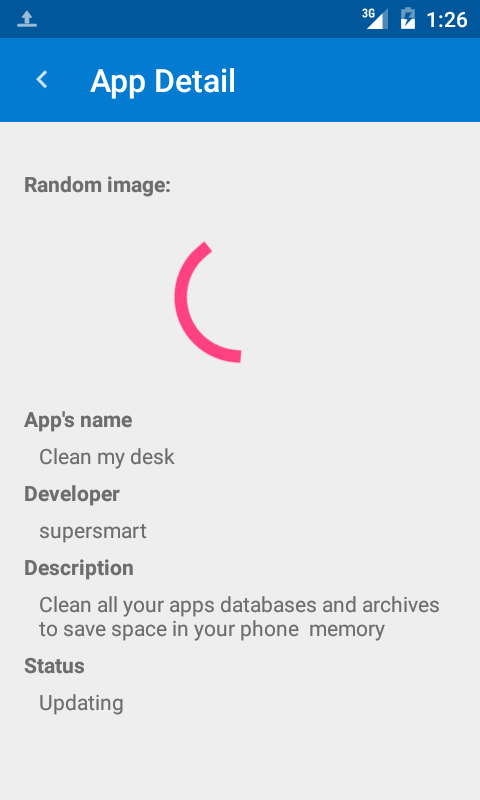 3G 1:26
App Detail
Random image:
App's name
Clean my desk
Developer
supersmart
Description
Clean all your apps databases and archives
to save space in your phone  memory
Status
Updating